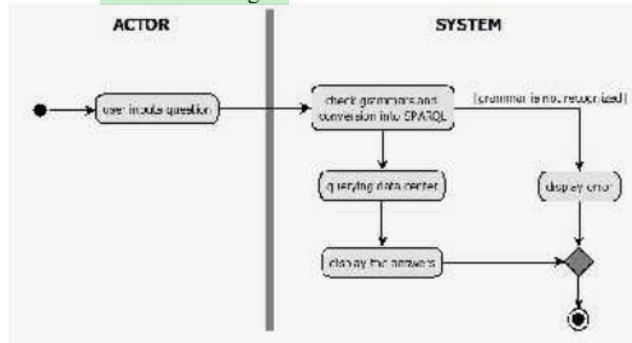 ACTOR
SYSTEM
user inputs question
check grammars and
conversion into SPARQL
[grammar is not recognized]
querying data center
display error
display the answers